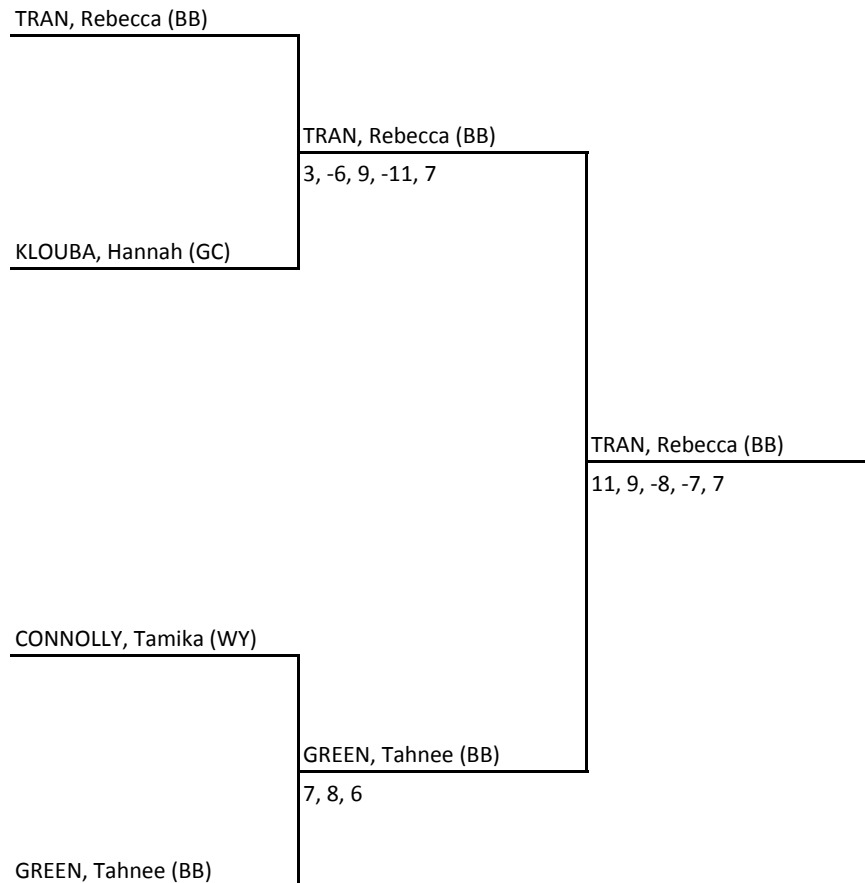 TRAN, Rebecca (BB)
TRAN, Rebecca (BB)
3, -6, 9, -11, 7
KLOUBA, Hannah (GC)
TRAN, Rebecca (BB)
11, 9, -8, -7, 7
CONNOLLY, Tamika (WY)
GREEN, Tahnee (BB)
7, 8, 6
GREEN, Tahnee (BB)